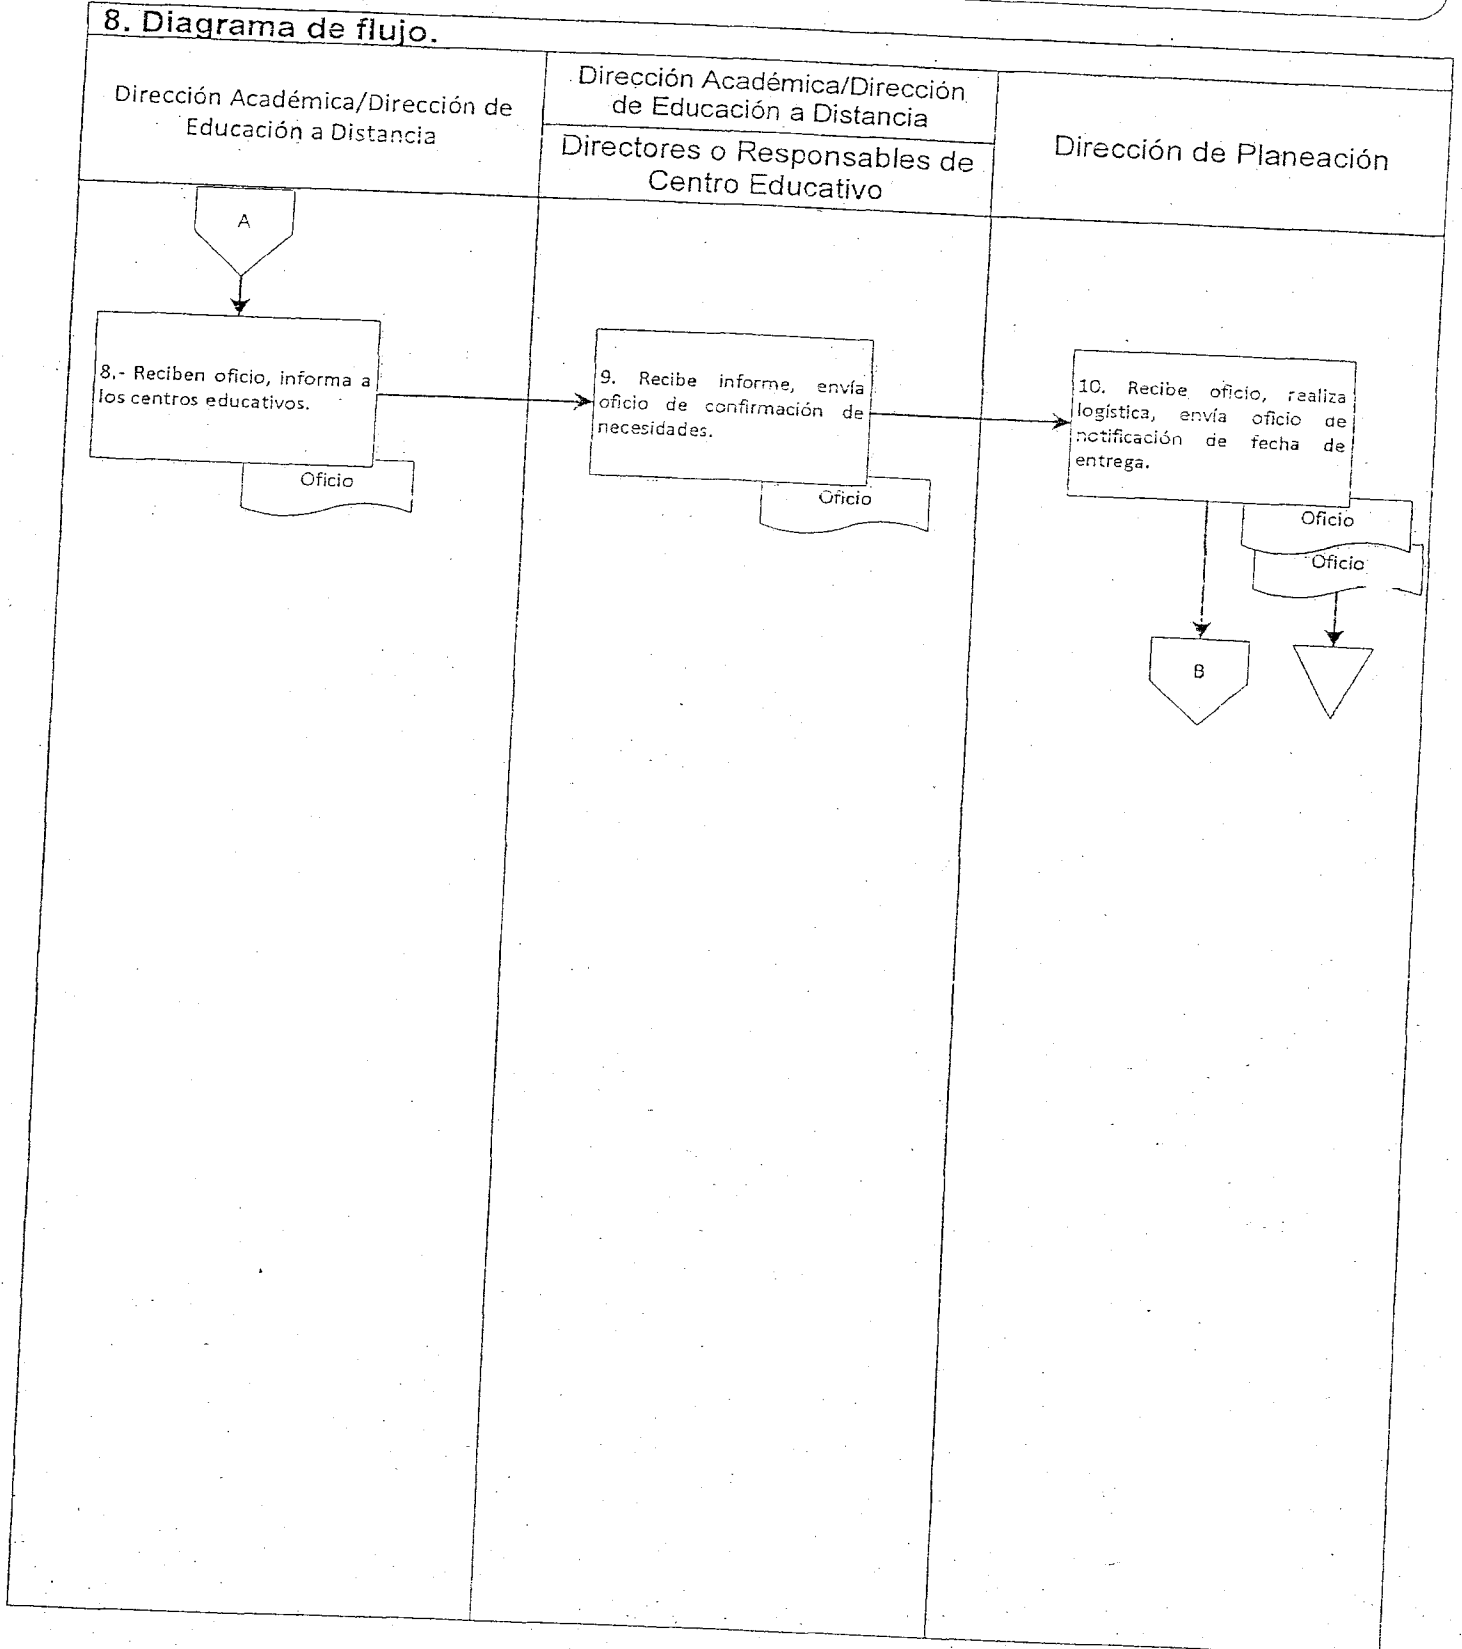 8. Diagrama de flujo.
Dirección Académica/Dirección de
Educación a Distancia
Dirección Académica/Dirección
de Educación a Distancia
Directores o Responsables de
Centro Educativo
Dirección de Planeación
A
8.- Reciben oficio, informa a
los centros educativos.
Oficio
9. Recibe informe, envía
oficio de confirmación de
necesidades.
Oficio
10. Recibe oficio, realiza
logística, envía oficio de
notificación de fecha de
entrega.
Oficio
Oficio
B